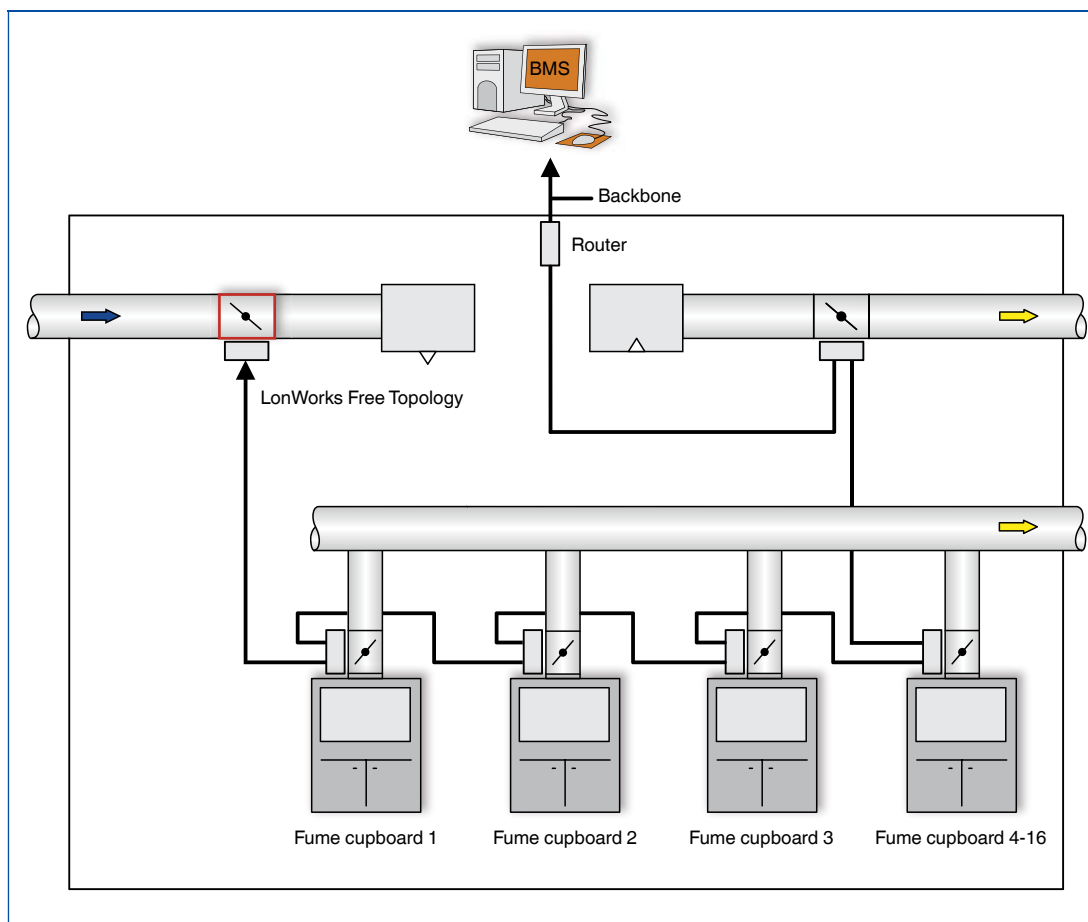 BMS
Backbone
Router
LonWorks Free Topology
Fume cupboard 1
Fume cupboard 2
Fume cupboard 3
Fume cupboard 4-16